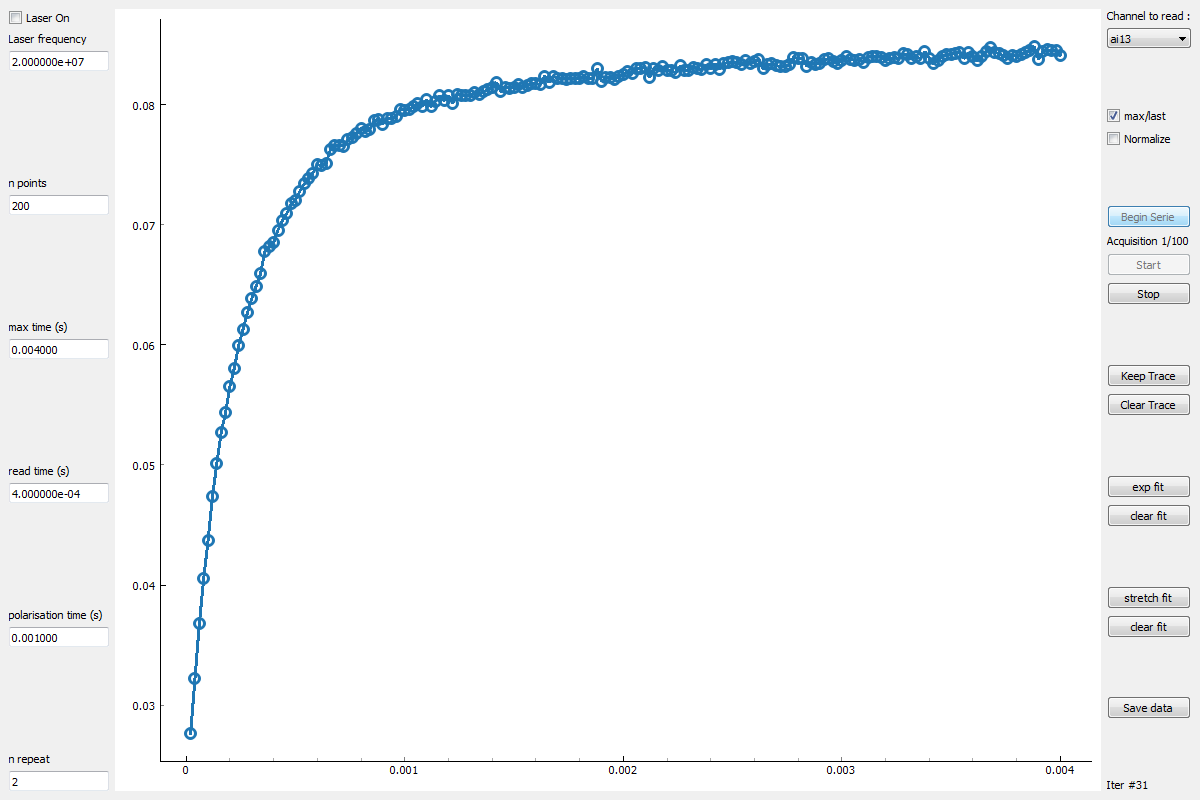 Laser On
Laser frequency
2.000000e+07
n points
200
max time (s)
0.004000
read time (s)
4.000000e-04
polarisation time (s)
0.001000
n repeat
2
0.08
0.07
0.06
0.05
0.04
0.03
0
0.001
0.002
0.003
0.004
Channel to read :
ai13
max/last
Normalize
Begin Serie
Acquisition 1/100
Start
Stop
Keep Trace
Clear Trace
exp fit
clear fit
stretch fit
clear fit
Save data
Iter #31